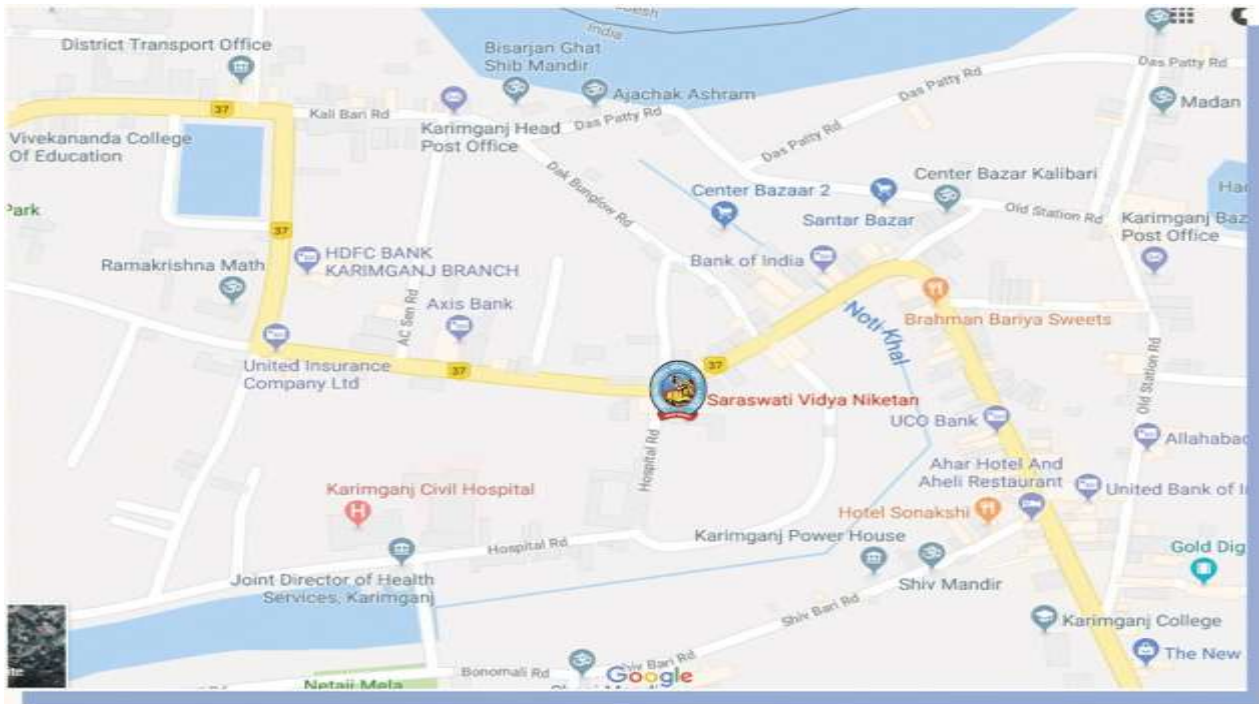 India
District Transport Office
Bisarjan Ghat
Shib Mandir
Ajachak Ashram
Das Patty Rd
Das Patty Rd
Madan
37
Kali Bari Rd
Karimganj Head
Post Office
Das Patty Rd
Das Patty Rd
Vivekananda College
Of Education
Dak Bunglow Rd
Center Bazaar 2
Center Bazar Kalibari
Santar Bazar
Old Station Rd
Karimganj Baz
Post Office
Park
37
HDFC BANK
KARIMGANJ BRANCH
Ramakrishna Math
Bank of India
Axis Bank
AC Sen Rd
Noti Khal
Brahman Bariya Sweets
United Insurance
Company Ltd
37
37
Saraswati Vidya Niketan
Old Station Rd
UCO Bank
Allahabad
Hospital Rd
Ahar Hotel And
Aheli Restaurant
United Bank of I
Karimganj Civil Hospital
Hotel Sonakshi
Karimganj Power House
Hospital Rd
Gold Dig
Joint Director of Health
Services, Karimganj
Shiv Mandir
Shiv Bari Rd
Karimganj College
The New
Bonomali Rd
Shiv Bari Rd
Google
Netaji Mela